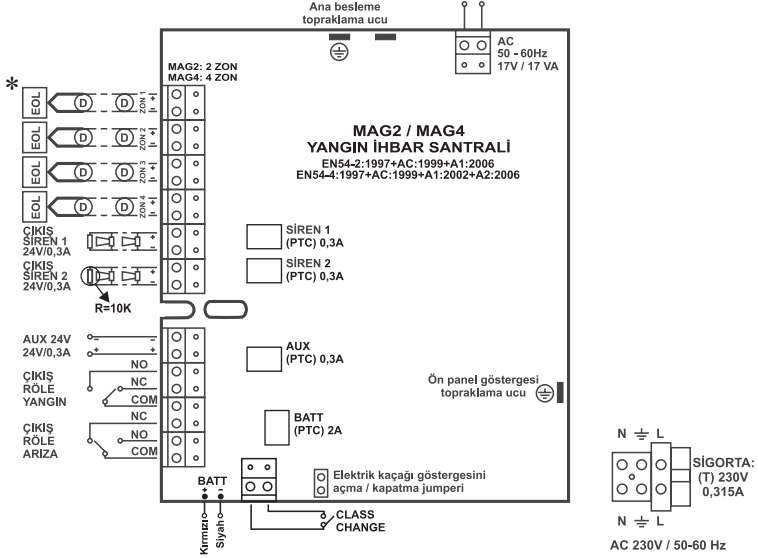 Ana besleme
topraklama ucu
AC
50 - 60Hz
17V / 17 VA
MAG2: 2 ZON
MAG4: 4 ZON
*
EOL D D ZON 1 + -
EOL D D ZON 2 + -
EOL D D ZON 3 + -
EOL D D ZON 4 + -
MAG2 / MAG4
YANGIN İHBAR SANTRALİ
EN54-2:1997+AC:1999+A1:2006
EN54-4:1997+AC:1999+A1:2002+A2:2006
ÇIKIŞ
SİREN 1
24V/0,3A
+ -
SİREN 1
(PTC) 0,3A
ÇIKIŞ
SİREN 2
24V/0,3A
+ -
SİREN 2
(PTC) 0,3A
R=10K
AUX 24V - -
24V/0,3A + +
AUX
(PTC) 0,3A
ÇIKIŞ
RÖLE
YANGIN
NO
NC
COM
ÇIKIŞ
RÖLE
ARIZA
NC
NO
COM
BATT
(PTC) 2A
Ön panel göstergesi
topraklama ucu
BATT
+ -
Kırmızı
Siyah
Elektrik kaçağı göstergesini
açma / kapatma jumperi
CLASS
CHANGE
N L
SİGORTA:
(T) 230V
0,315A
N L
AC 230V / 50-60 Hz